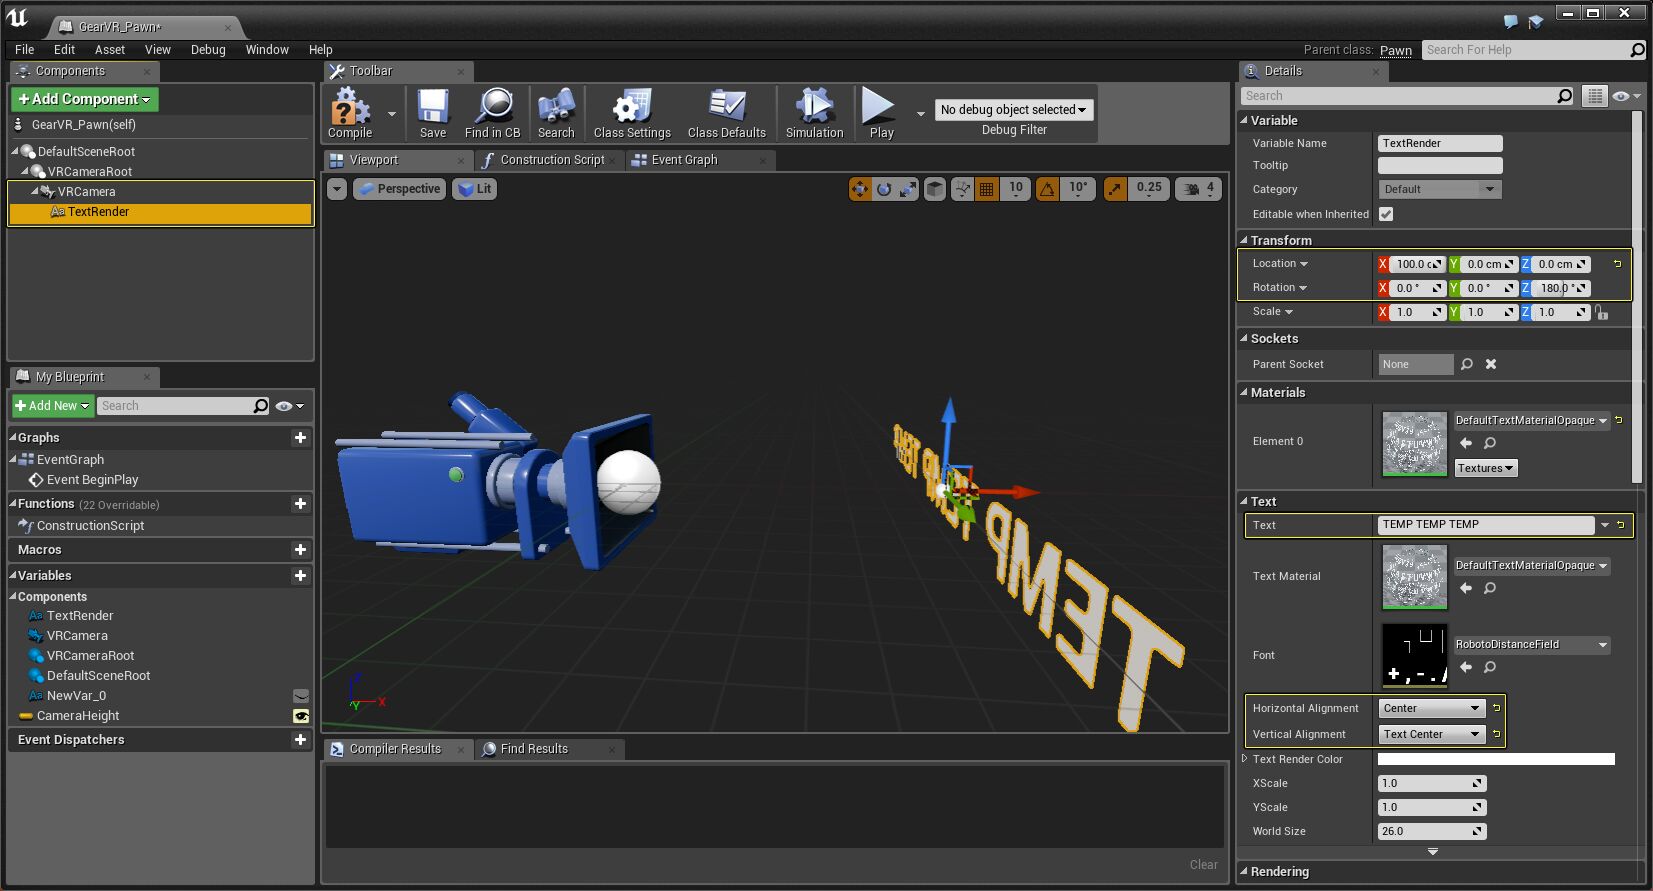 GearVR_Pawn*
File Edit Asset View Debug Window Help
Parent class: Pawn
Search For Help
Components
+Add Component
GearVR_Pawn(self)
DefaultSceneRoot
VRCameraRoot
VRCamera
TextRender
My Blueprint
+Add New
Search
Graphs
EventGraph
Event BeginPlay
Functions (22 Overridable)
ConstructionScript
Macros
Variables
Components
TextRender
VRCamera
VRCameraRoot
DefaultSceneRoot
NewVar_0
CameraHeight
Event Dispatchers
Toolbar
Compile
Save
Find in CB
Search
Class Settings
Class Defaults
Simulation
Play
No debug object selected
Debug Filter
Viewport
Construction Script
Event Graph
Perspective
Lit
10
10°
0.25
4
TEMP TEMP TEMP
Z
X
Y
Compiler Results
Find Results
Clear
Details
Search
Variable
Variable Name TextRender
Tooltip
Category Default
Editable when Inherited
Transform
Location X 100.0 c Y 0.0 cm Z 0.0 cm
Rotation X 0.0 ° Y 0.0 ° Z 180.0 °
Scale X 1.0 Y 1.0 Z 1.0
Sockets
Parent Socket None
Materials
Element 0 DefaultTextMaterialOpaque
Textures
Text
Text TEMP TEMP TEMP
Text Material DefaultTextMaterialOpaque
Font RobotoDistanceField
Horizontal Alignment Center
Vertical Alignment Text Center
Text Render Color
XScale 1.0
YScale 1.0
World Size 26.0
Rendering